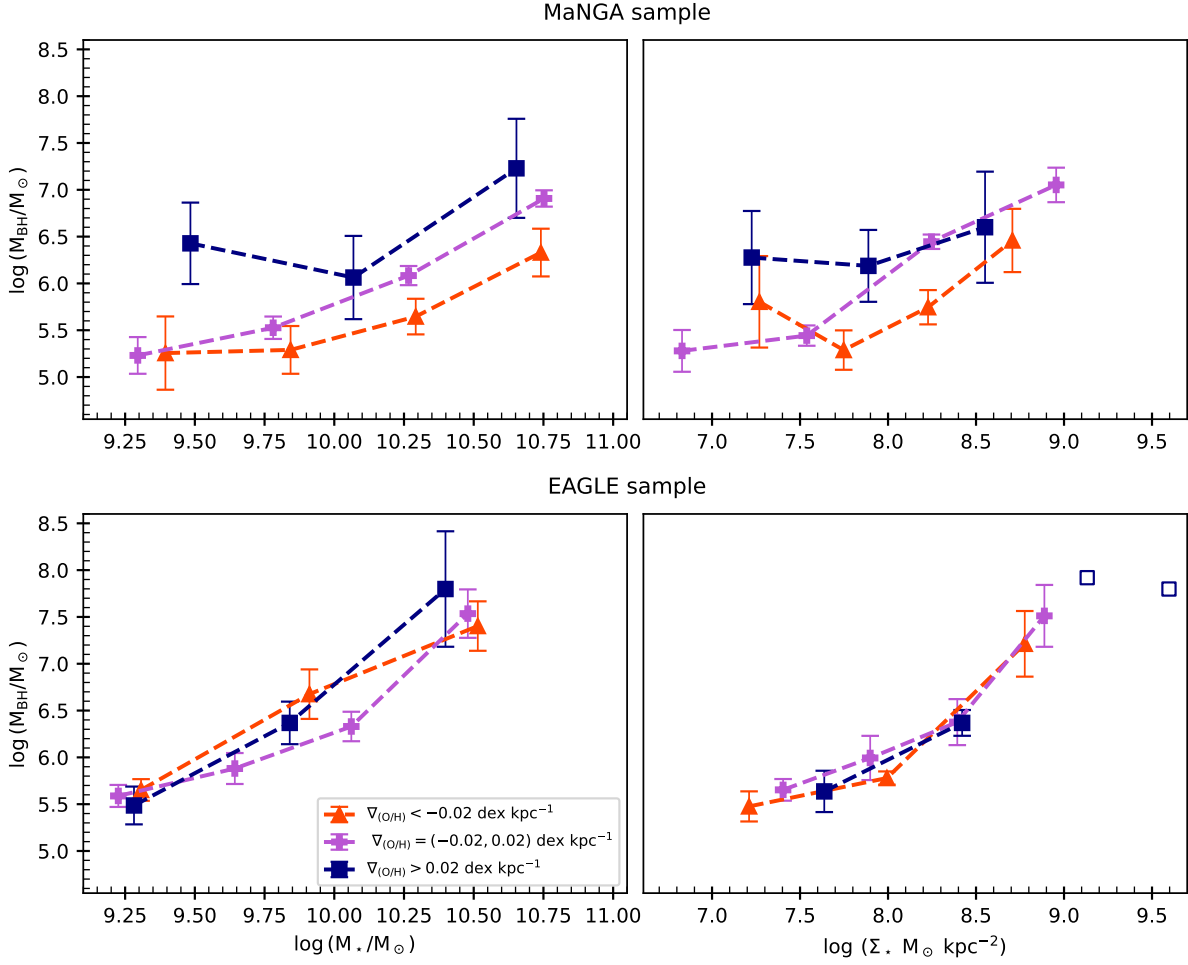 MaNGA sample
8.5
8.0
7.5
7.0
6.5
6.0
5.5
5.0
log (M_BH/M_⊙)
9.25 9.50 9.75 10.00 10.25 10.50 10.75 11.00
7.0 7.5 8.0 8.5 9.0 9.5
EAGLE sample
8.5
8.0
7.5
7.0
6.5
6.0
5.5
5.0
log (M_BH/M_⊙)
∇_(O/H) < −0.02 dex kpc⁻¹
∇_(O/H) = (−0.02, 0.02) dex kpc⁻¹
∇_(O/H) > 0.02 dex kpc⁻¹
9.25 9.50 9.75 10.00 10.25 10.50 10.75 11.00
7.0 7.5 8.0 8.5 9.0 9.5
log (M_⋆/M_⊙)
log (Σ_⋆ M_⊙ kpc⁻²)